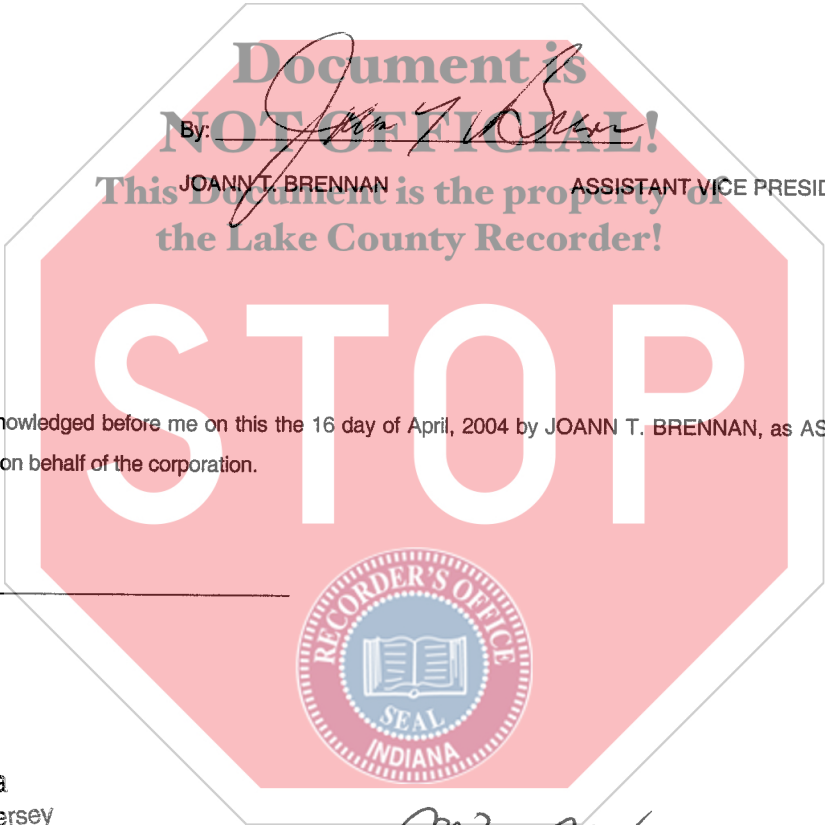 Document is
By: NOT OFFICIAL!
JOANN T. BRENNAN ASSISTANT VICE PRESID
This Document is the property of
the Lake County Recorder!
STOP
nowledged before me on this the 16 day of April, 2004 by JOANN T. BRENNAN, as AS
on behalf of the corporation.
RECORDER'S OFFICE
SEAL
INDIANA
a
ersey